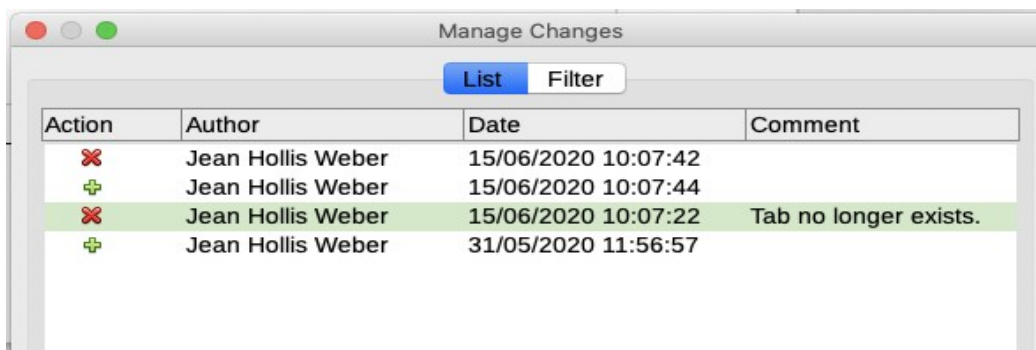 Manage Changes
List Filter
Action Author Date Comment
Jean Hollis Weber 15/06/2020 10:07:42
Jean Hollis Weber 15/06/2020 10:07:44
Jean Hollis Weber 15/06/2020 10:07:22 Tab no longer exists.
Jean Hollis Weber 31/05/2020 11:56:57